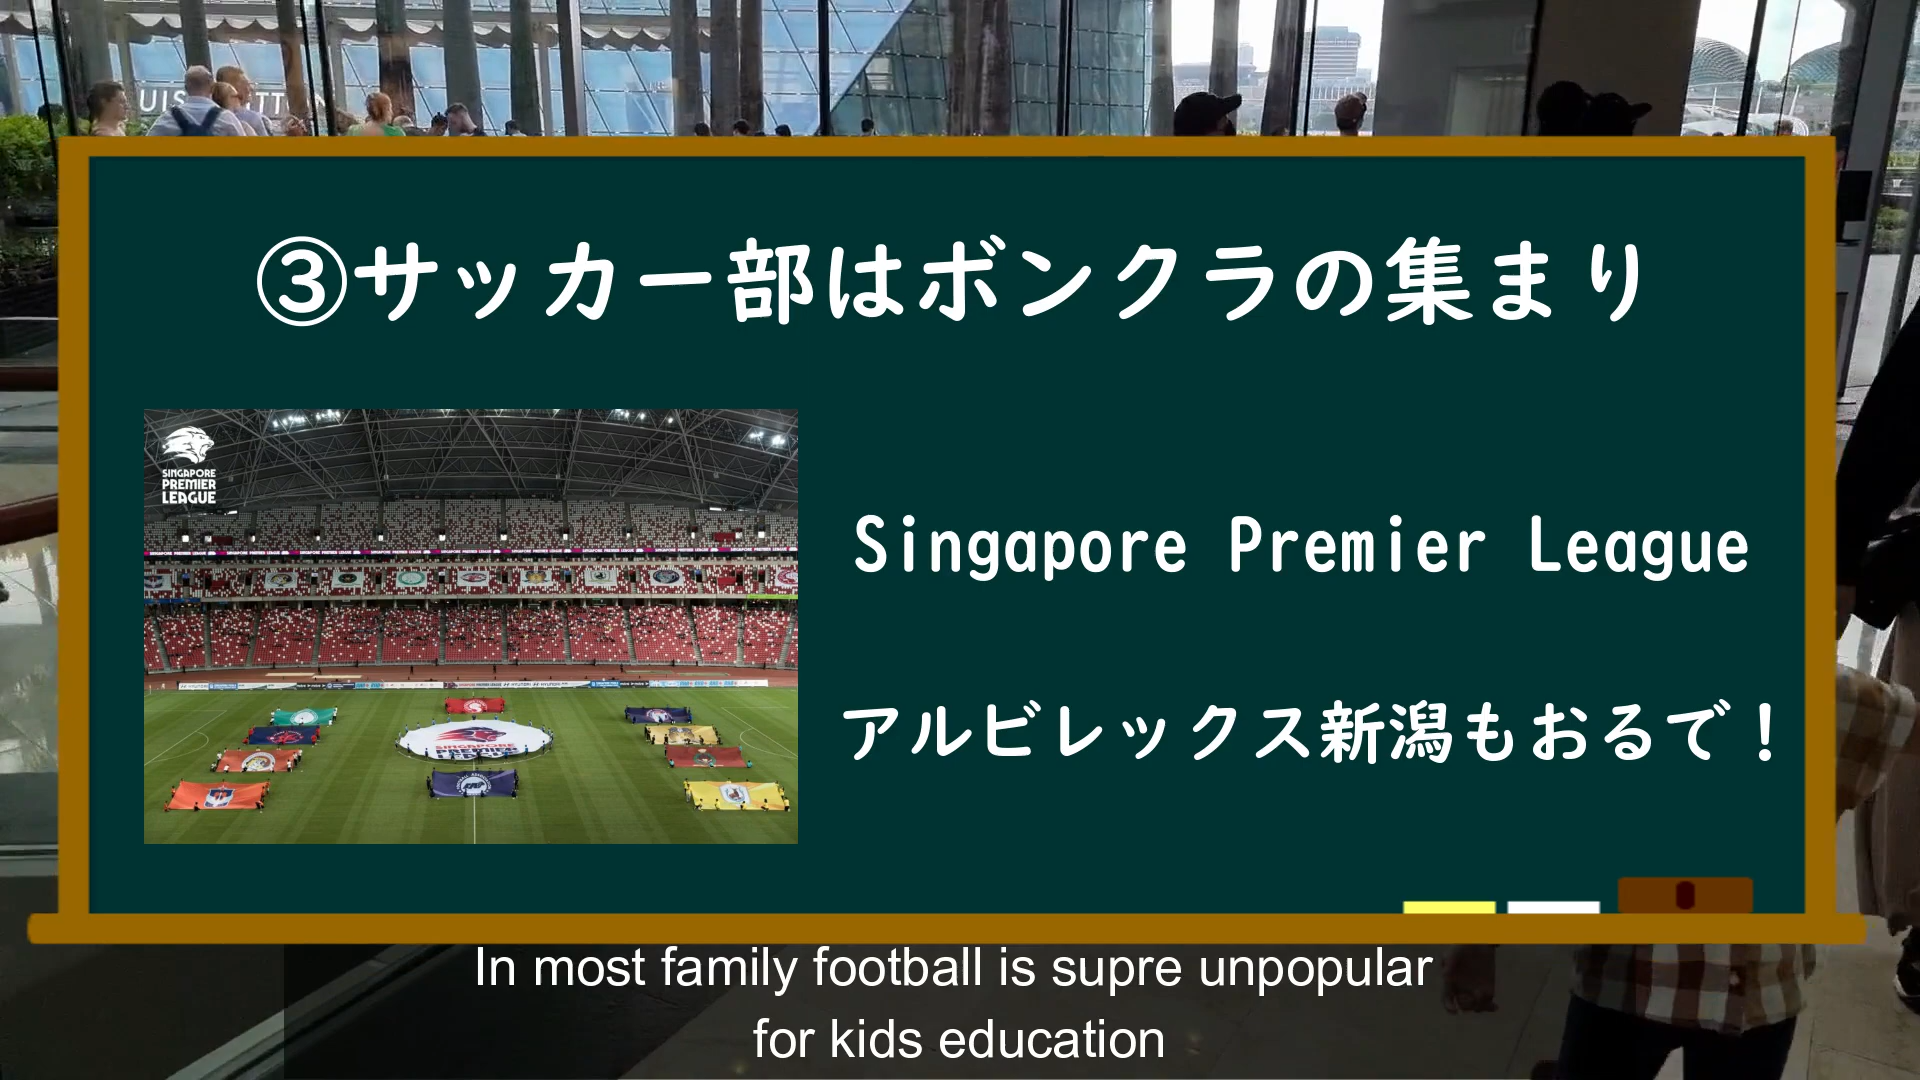 ③サッカー部はボンクラの集まり
SINGAPORE
PREMIER
LEAGUE
Singapore Premier League
アルビレックス新潟もおるで！
In most family football is supre unpopular
for kids education